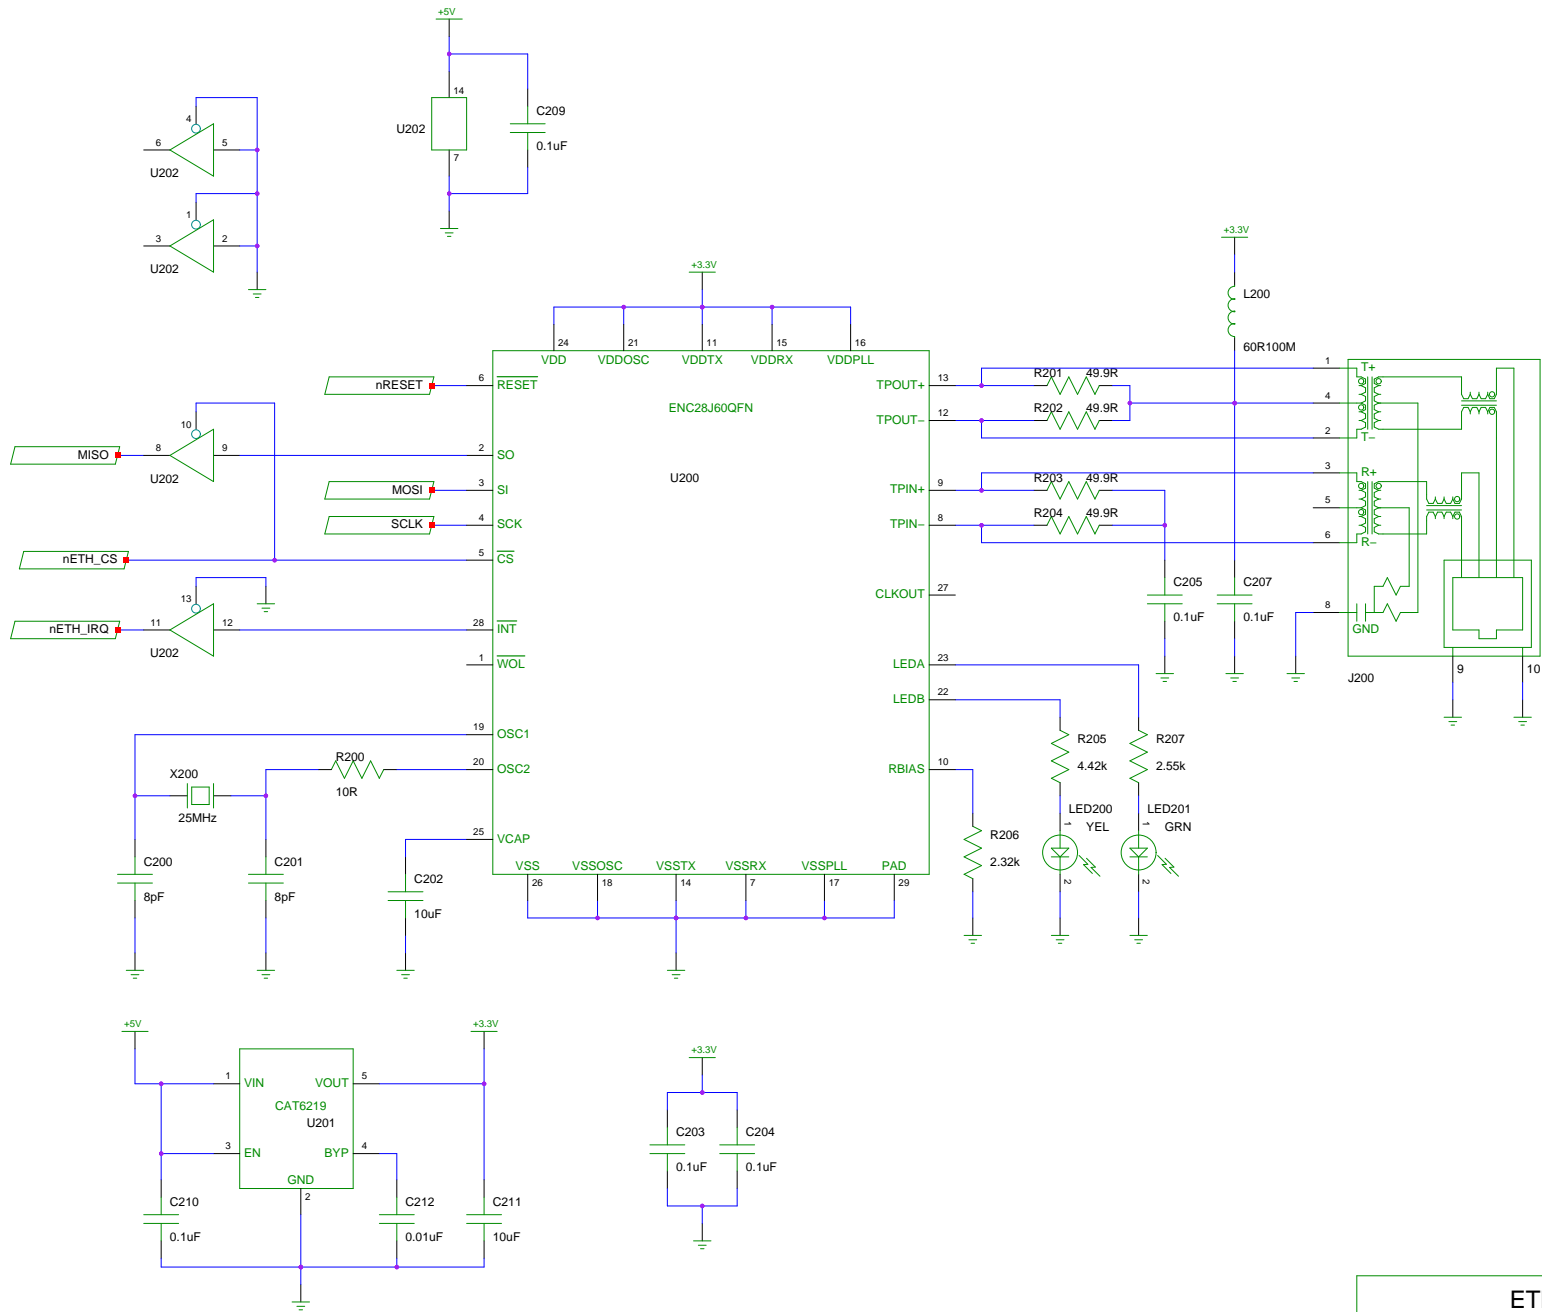 +5V
14
U202
7
C209
0.1uF
4
6
5
U202
1
3
2
U202
+3.3V
L200
60R100M
+3.3V
24
21
11
15
16
VDD
VDDOSC
VDDTX
VDDRX
VDDPLL
ENC28J60QFN
U200
nRESET
6
RESET
10
MISO
8
9
U202
2
SO
MOSI
3
SI
SCLK
4
SCK
nETH_CS
5
CS
13
nETH_IRQ
11
12
U202
28
INT
1
WOL
19
OSC1
20
OSC2
R200
10R
X200
25MHz
C200
8pF
C201
8pF
25
VCAP
C202
10uF
VSS
VSSOSC
VSSTX
VSSRX
VSSPLL
PAD
26
18
14
7
17
29
TPOUT+
13
R201
49.9R
TPOUT−
12
R202
49.9R
TPIN+
9
R203
49.9R
TPIN−
8
R204
49.9R
CLKOUT
27
LEDA
23
LEDB
22
RBIAS
10
C205
0.1uF
C207
0.1uF
1
T+
4
2
T−
3
R+
5
6
R−
8
GND
J200
9
10
R205
4.42k
R207
2.55k
R206
2.32k
LED200
YEL
1
2
LED201
GRN
1
2
+5V
+3.3V
1
VIN
VOUT
5
CAT6219
U201
3
EN
BYP
4
GND
2
C210
0.1uF
C212
0.01uF
C211
10uF
+3.3V
C203
0.1uF
C204
0.1uF